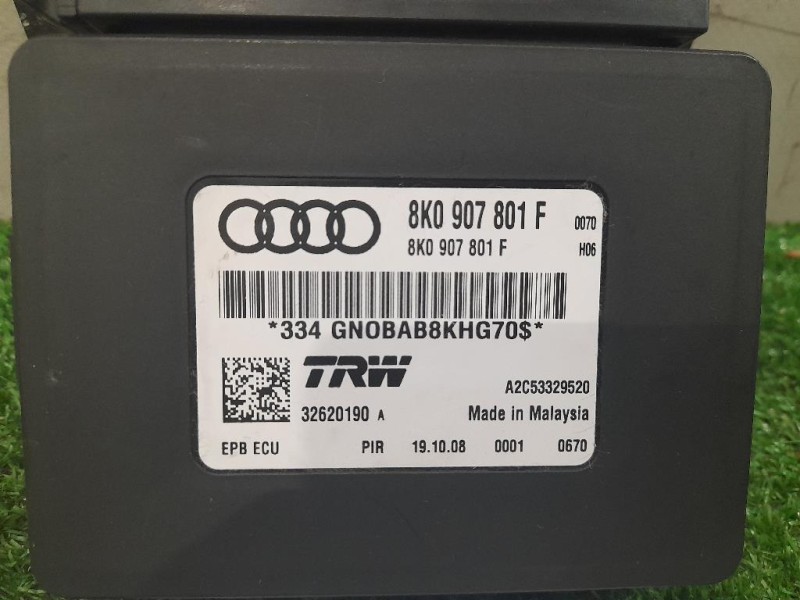 8K0 907 801 F 0070
8K0 907 801 F H06
*334 GNOBAB8KHG70$*
TRW
A2C53329520
32620190 A Made in Malaysia
EPB ECU PIR 19.10.08 0001 0670